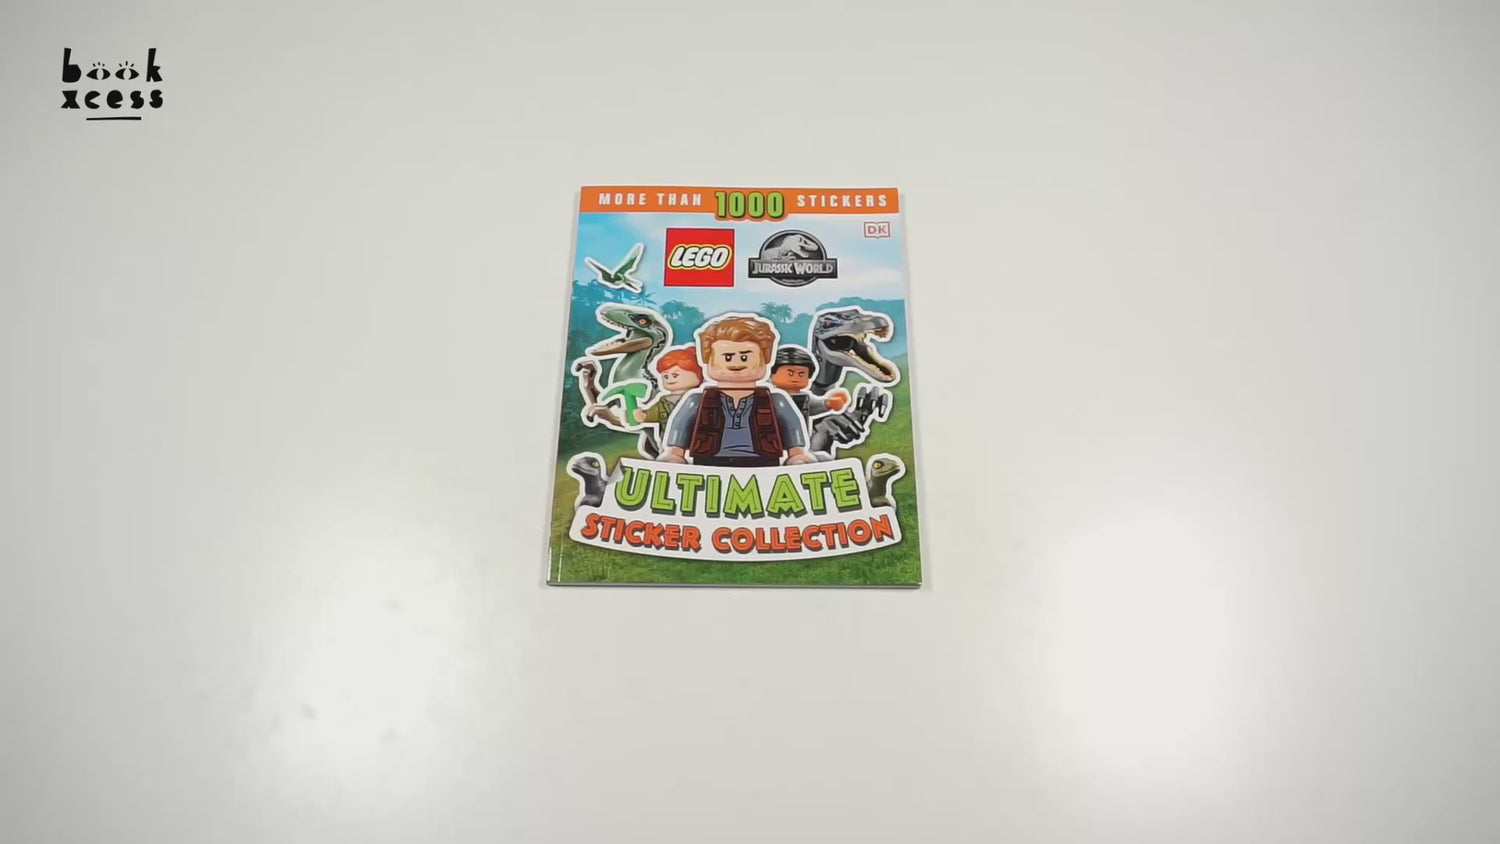 book
xcess
MORE THAN 1000 STICKERS
DK
LEGO
JURASSIC WORLD
ULTIMATE
STICKER COLLECTION